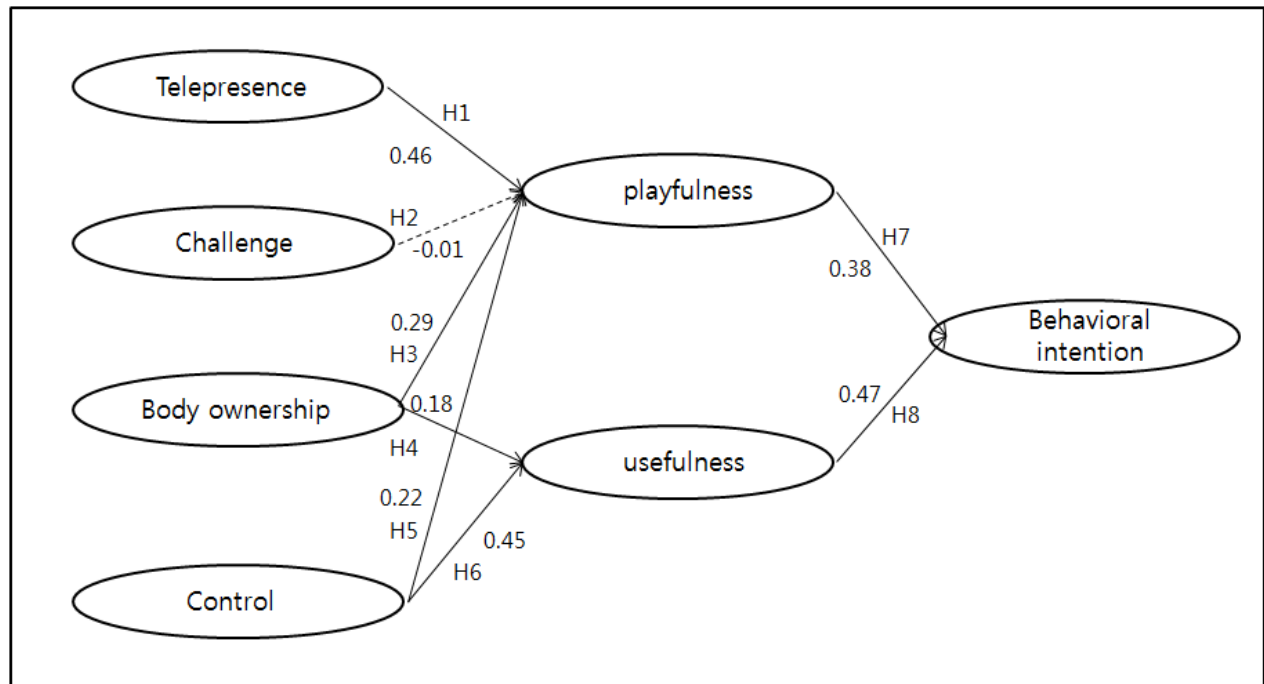 Telepresence
H1
0.46
playfulness
H2
Challenge
-0.01
H7
0.38
0.29
H3
Behavioral
intention
Body ownership
0.18
0.47
H8
H4
usefulness
0.22
H5
0.45
H6
Control